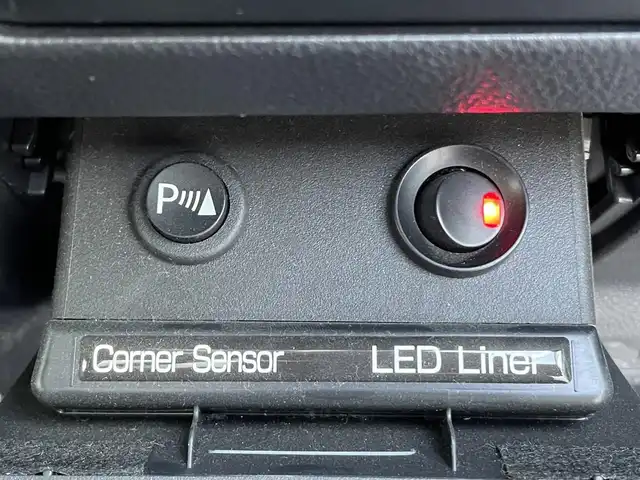 P
Corner Sensor LED Liner